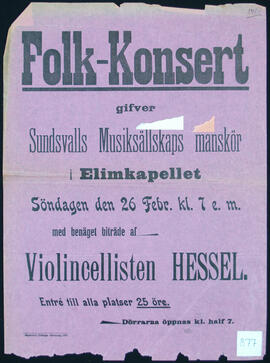 Folk-Konsert
gifver
Sundsvalls Musiksällskaps manskör
i Elimkapellet
Söndagen den 26 Febr. kl. 7 e. m.
med benäget biträde af
Violincellisten HESSEL.
Entré till alla platser 25 öre.
Dörrarna öppnas kl. half 7.
877